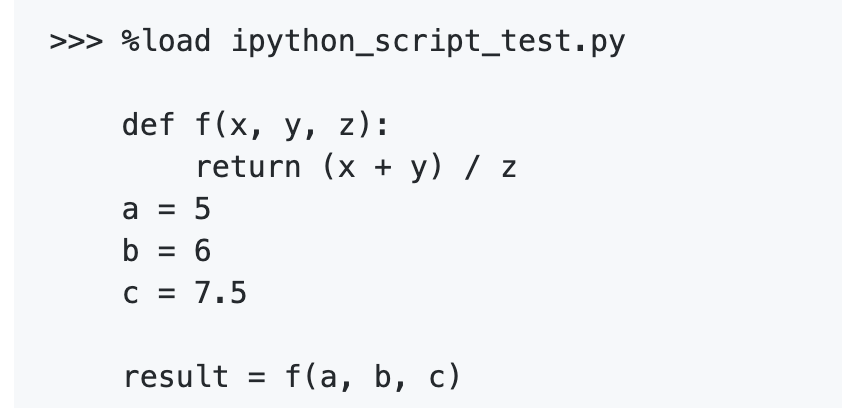 >>> %load ipython_script_test.py
def f(x, y, z):
return (x + y) / z
a = 5
b = 6
c = 7.5
result = f(a, b, c)